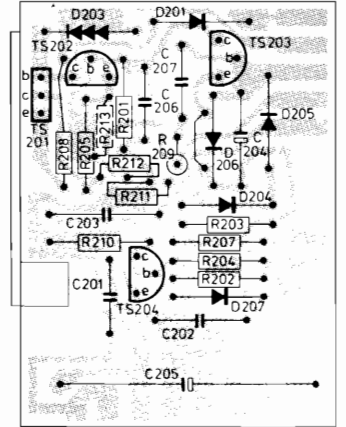 D203
D201
TS202
C
207
TS203
c
b
e
c
b
e
b
c
e
TS
201
C
206
D205
R201
R213
R208
R205
R
209
D
206
C
204
R212
R211
D204
C203
R203
R210
R207
c
b
e
R204
C201
R202
TS204
D207
C202
C205